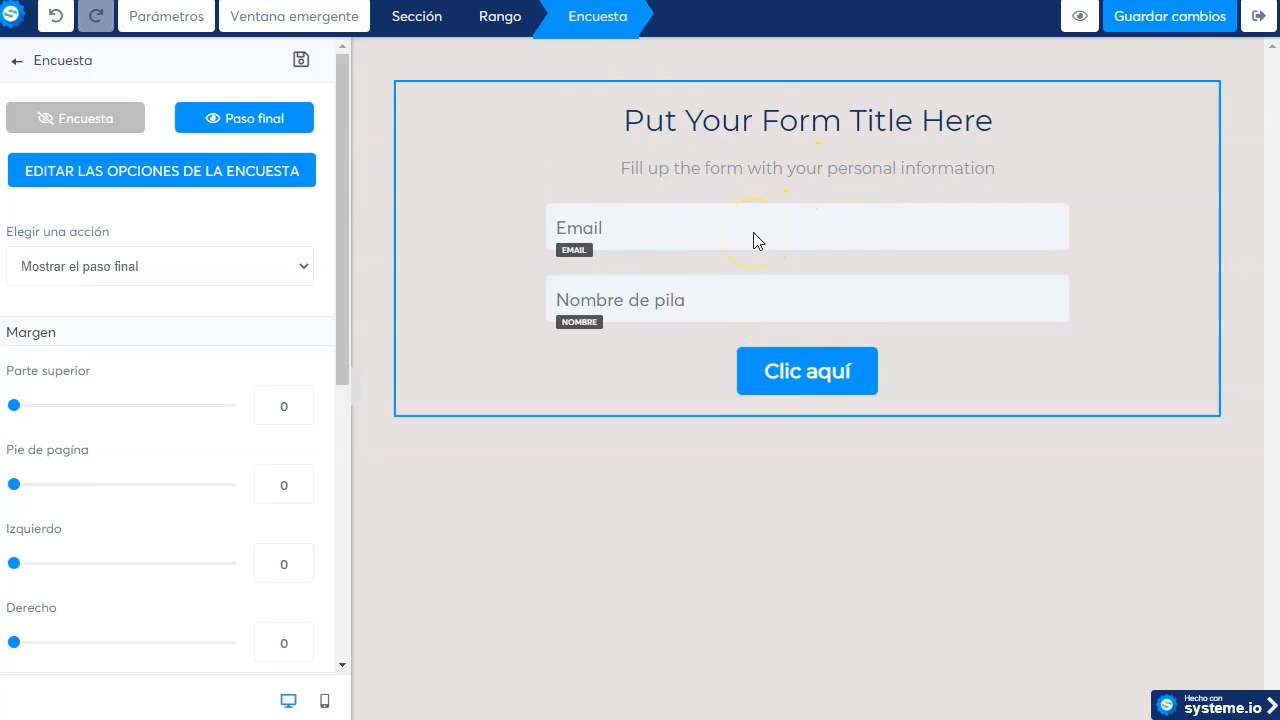 Parámetros
Ventana emergente
Sección
Rango
Encuesta
Guardar cambios
Encuesta
Encuesta
Paso final
EDITAR LAS OPCIONES DE LA ENCUESTA
Elegir una acción
Mostrar el paso final
Margen
Parte superior
0
Pie de pagína
0
Izquierdo
0
Derecho
0
Put Your Form Title Here
Fill up the form with your personal information
Email
EMAIL
Nombre de pila
NOMBRE
Clic aquí
Hecho con
systeme.io